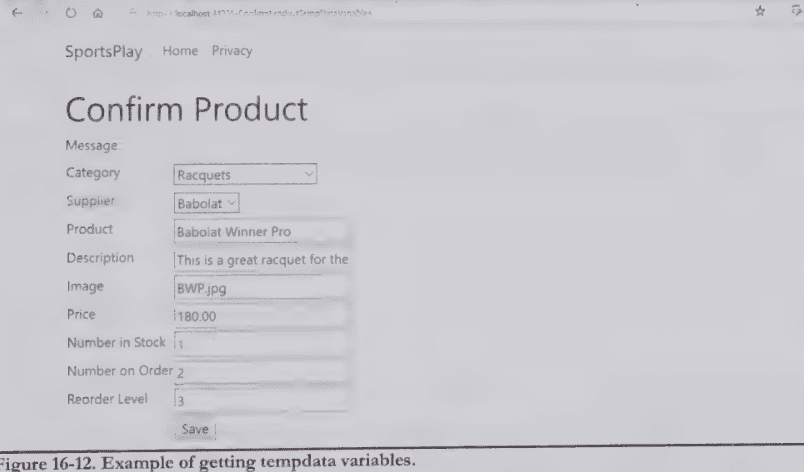 SportsPlay Home Privacy
Confirm Product
Message:
Category Racquets
Supplier Babolat
Product Babolat Winner Pro
Description This is a great racquet for the
Image BWP.jpg
Price 180.00
Number in Stock 1
Number on Order 2
Reorder Level 3
Save
Figure 16-12. Example of getting tempdata variables.